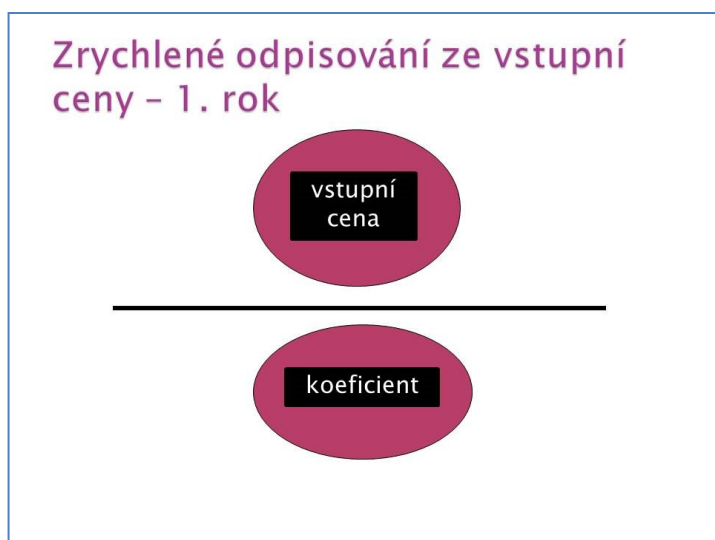 Zrychlené odpisování ze vstupní
ceny – 1. rok
vstupní
cena
koeficient